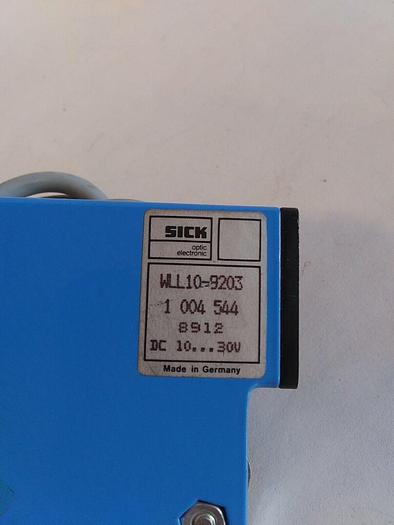 SICK
optic
electronic
WLL10-9203
1 004 544
8912
DC 10...30V
Made in Germany